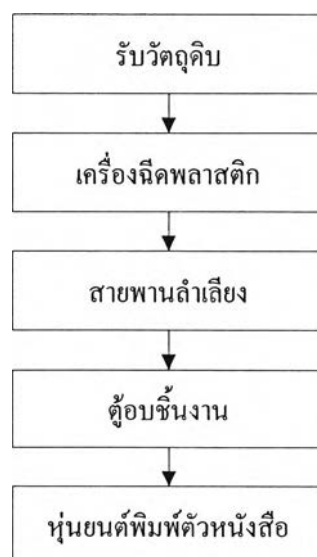 รับวัตถุดิบ
เครื่องฉีดพลาสติก
สายพานลำเลียง
ตู้อบชิ้นงาน
หุ่นยนต์พิมพ์ตัวหนังสือ